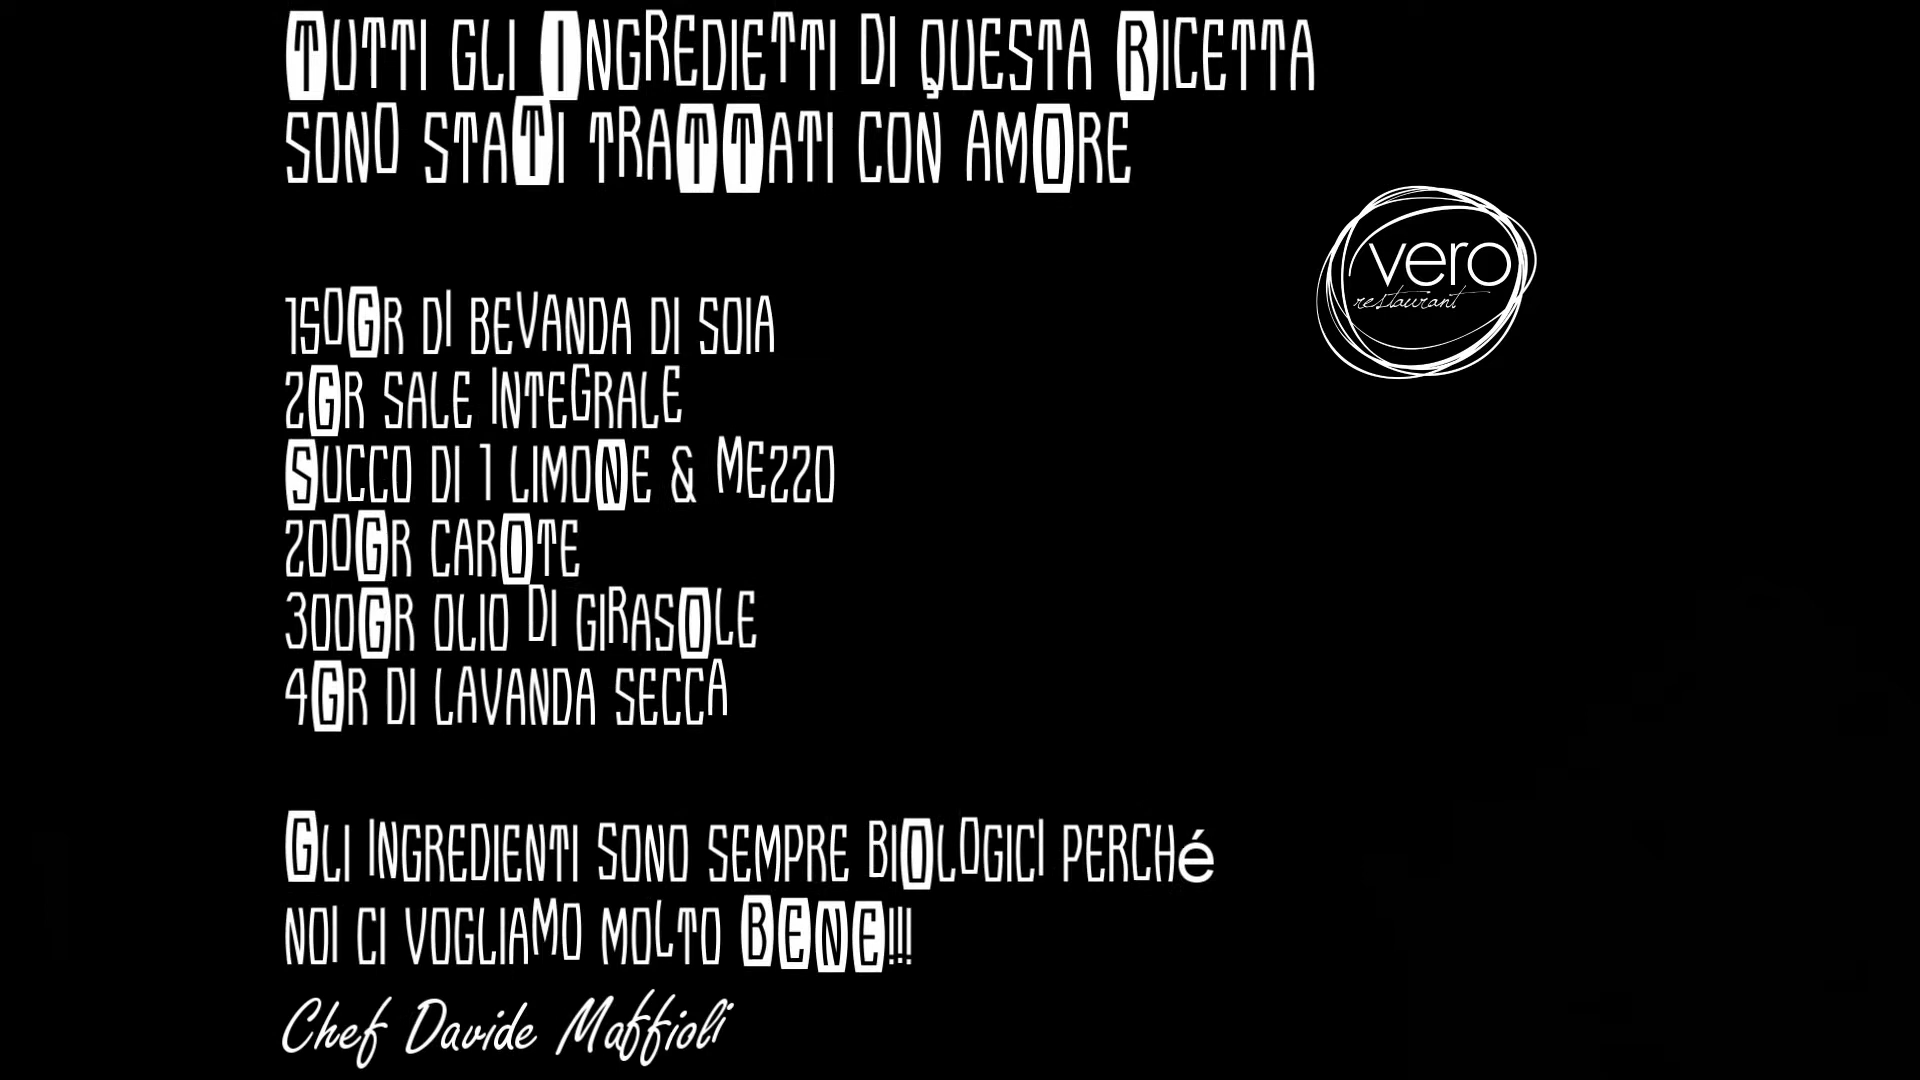 Tutti gli Ingredietti di questa Ricetta
sono staTi traTTati con amOre
vero
restaurant
150Gr di bevanda di soia
2Gr sale integrale
Succo di 1 limoNe & mezzo
200Gr carOte
300Gr olio di girasOle
4Gr di lavanda secca
Gli ingredienti sono sempre biOlogici perché
noi ci vogliamo molto BENE!!!
Chef Davide Maffioli